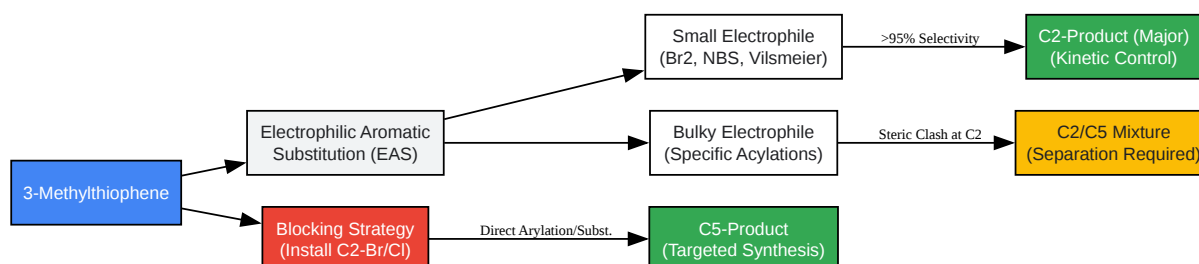 3-Methylthiophene
Electrophilic Aromatic
Substitution (EAS)
Blocking Strategy
(Install C2-Br/Cl)
Small Electrophile
(Br2, NBS, Vilsmeier)
Bulky Electrophile
(Specific Acylations)
Direct Arylation/Subst.
C5-Product
(Targeted Synthesis)
>95% Selectivity
Steric Clash at C2
C2-Product (Major)
(Kinetic Control)
C2/C5 Mixture
(Separation Required)